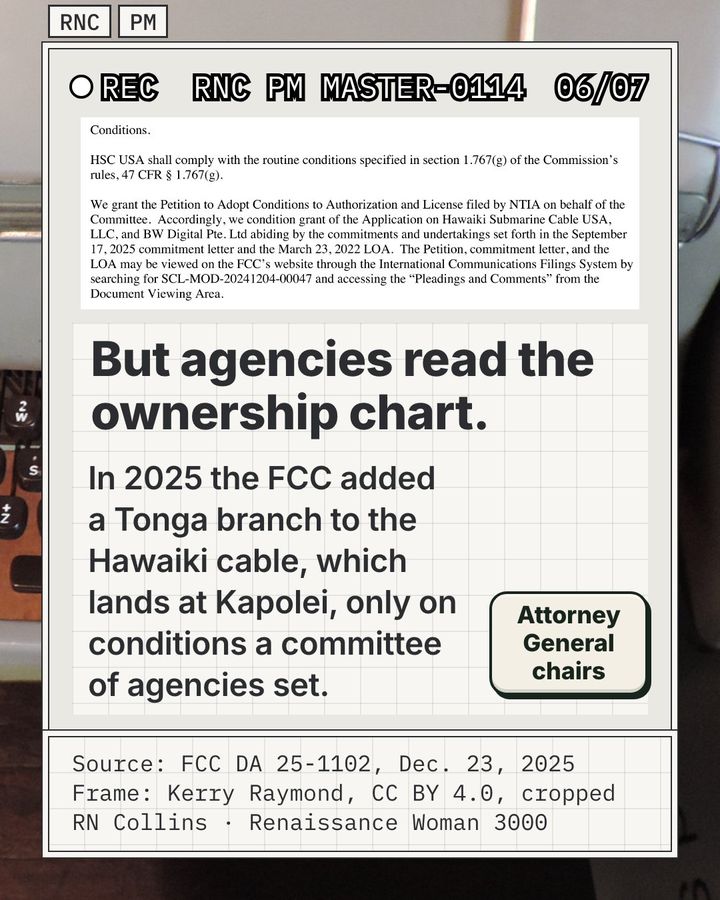 RNC PM
REC RNC PM MASTER-0114 06/07
Conditions.
HSC USA shall comply with the routine conditions specified in section 1.767(g) of the Commission’s
rules, 47 CFR § 1.767(g).
We grant the Petition to Adopt Conditions to Authorization and License filed by NTIA on behalf of the
Committee. Accordingly, we condition grant of the Application on Hawaiki Submarine Cable USA,
LLC, and BW Digital Pte. Ltd abiding by the commitments and undertakings set forth in the September
17, 2025 commitment letter and the March 23, 2022 LOA. The Petition, commitment letter, and the
LOA may be viewed on the FCC’s website through the International Communications Filings System by
searching for SCL-MOD-20241204-00047 and accessing the “Pleadings and Comments” from the
Document Viewing Area.
But agencies read the
ownership chart.
In 2025 the FCC added
a Tonga branch to the
Hawaiki cable, which
lands at Kapolei, only on
conditions a committee
of agencies set.
Attorney
General
chairs
2
W
S
Z
Source: FCC DA 25-1102, Dec. 23, 2025
Frame: Kerry Raymond, CC BY 4.0, cropped
RN Collins · Renaissance Woman 3000